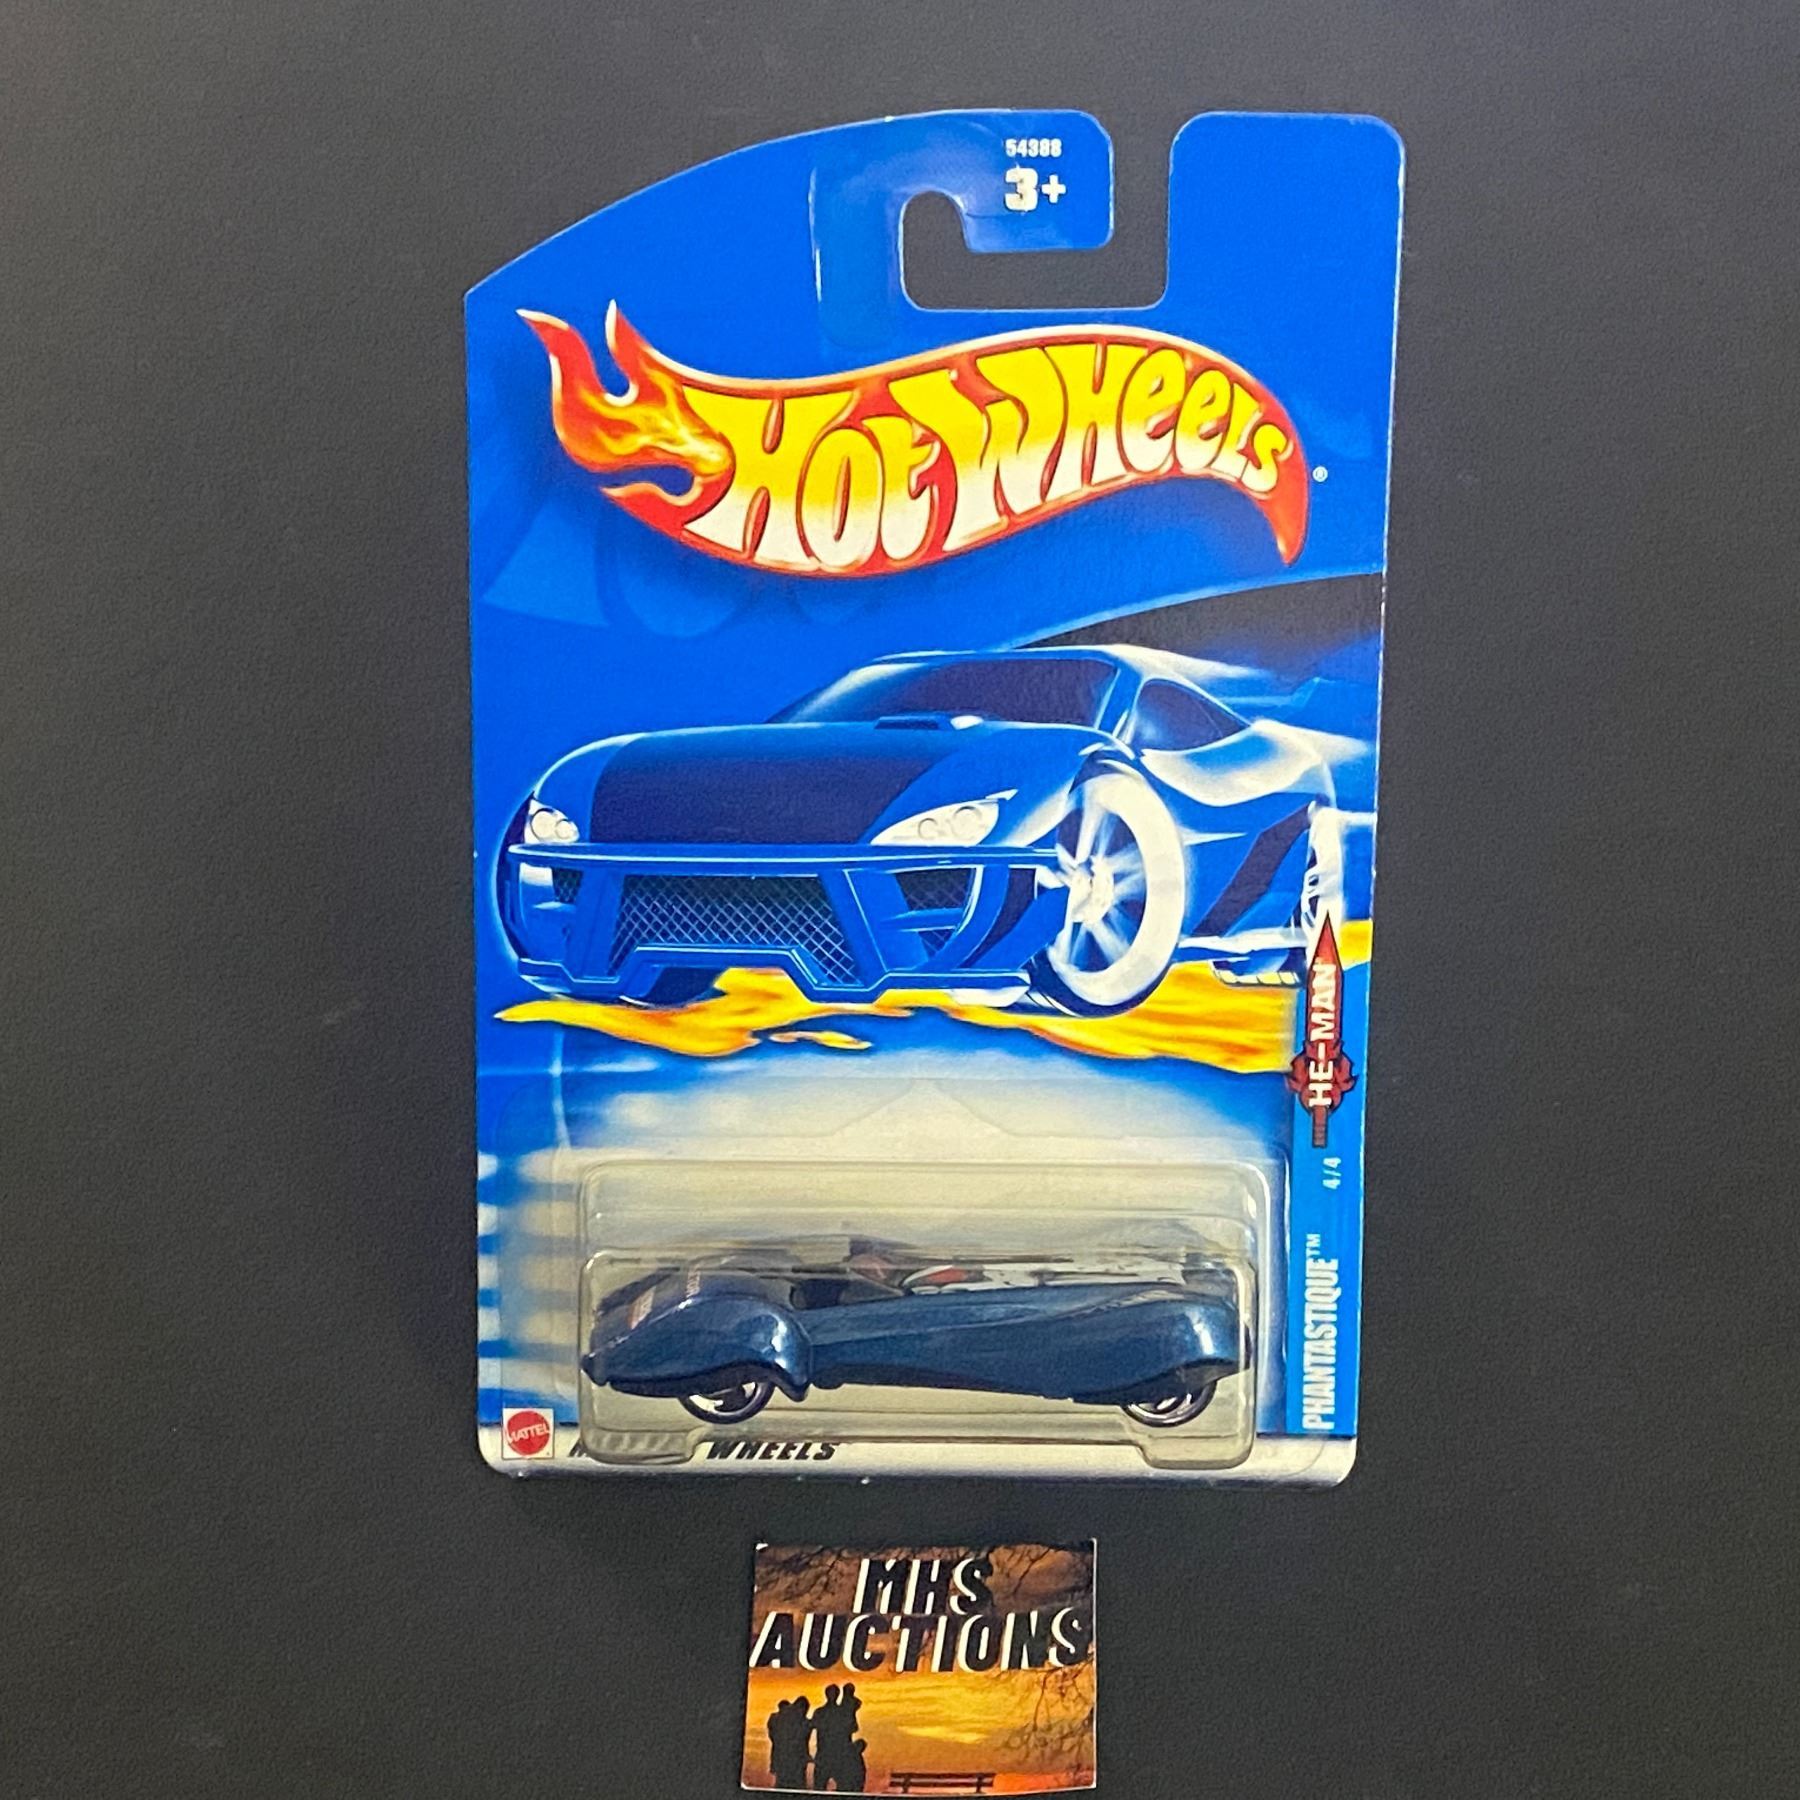 54388
3+
HOT WHEELS®
HE-MAN
4/4
PHANTASTIQUE™
MATTEL
WHEELS
MHS
AUCTIONS